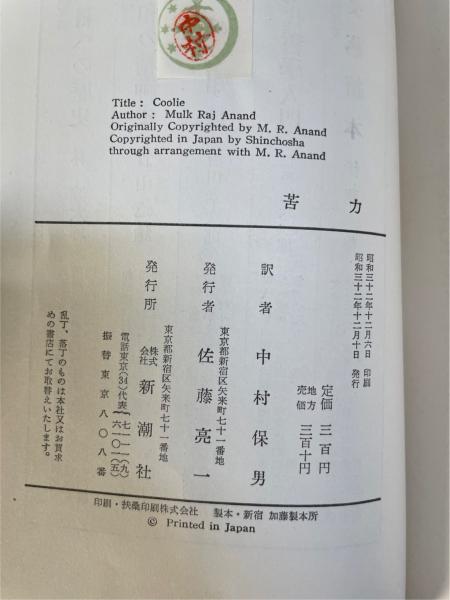 中村
Title : Coolie
Author : Mulk Raj Anand
Originally Copyrighted by M. R. Anand
Copyrighted in Japan by Shinchosha
through arrangement with M. R. Anand
苦力
昭和三十二年十二月六日 印刷
昭和三十二年十二月十日 発行
定価 三百円
地方売価 三百十円
訳者 中村保男
発行者 佐藤亮一
東京都新宿区矢来町七十一番地
発行所 株式会社 新潮社
東京都新宿区矢来町七十一番地
電話東京(34)代表 七一一一(九) 六一〇一(五)
振替東京 八〇八番
乱丁、落丁のものは本社又はお買求
めの書店にてお取替えいたします。
印刷・扶桑印刷株式会社 製本・新宿 加藤製本所
© Printed in Japan